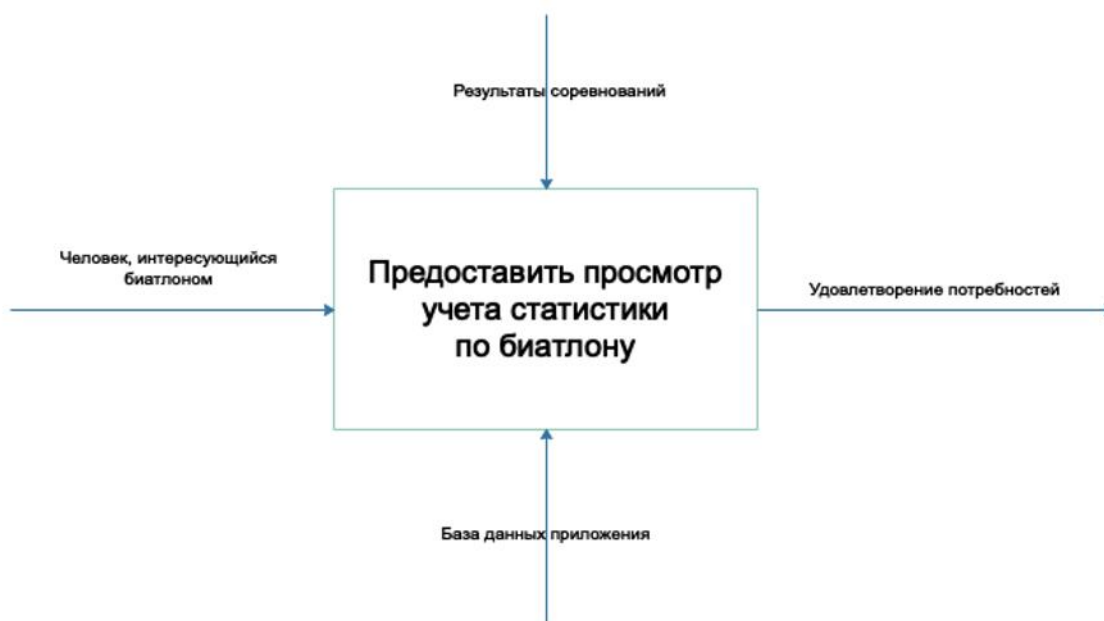 Результаты соревнований
Человек, интересующийся
биатлоном
Предоставить просмотр
учета статистики
по биатлону
Удовлетворение потребностей
База данных приложения